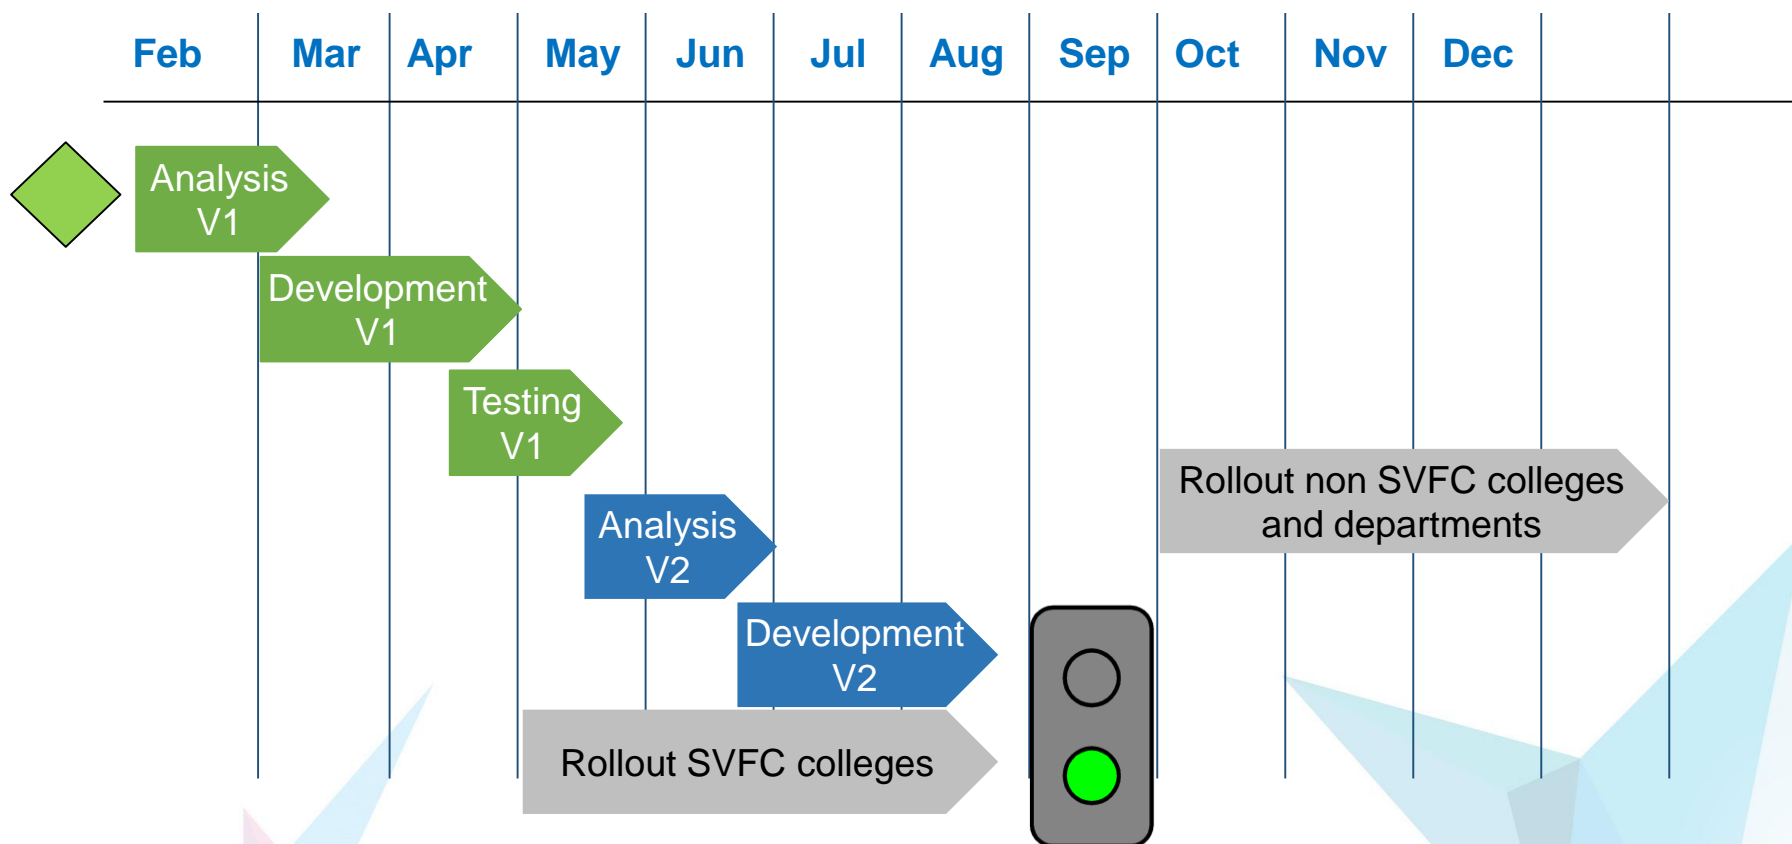 Feb Mar Apr May Jun Jul Aug Sep Oct Nov Dec
Analysis
V1
Development
V1
Testing
V1
Analysis
V2
Development
V2
Rollout SVFC colleges
Rollout non SVFC colleges
and departments